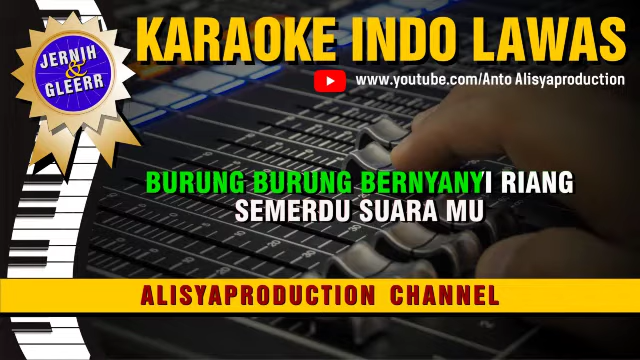 JERNIH
&
GLEERR
KARAOKE INDO LAWAS
www.youtube.com/Anto Alisyaproduction
BURUNG BURUNG BERNYANYI RIANG
SEMERDU SUARA MU
ALISYAPRODUCTION CHANNEL